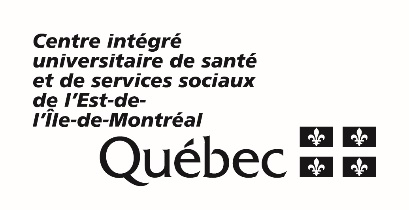 Centre intégré
universitaire de santé
et de services sociaux
de l'Est-de-
l'Île-de-Montréal
Québec